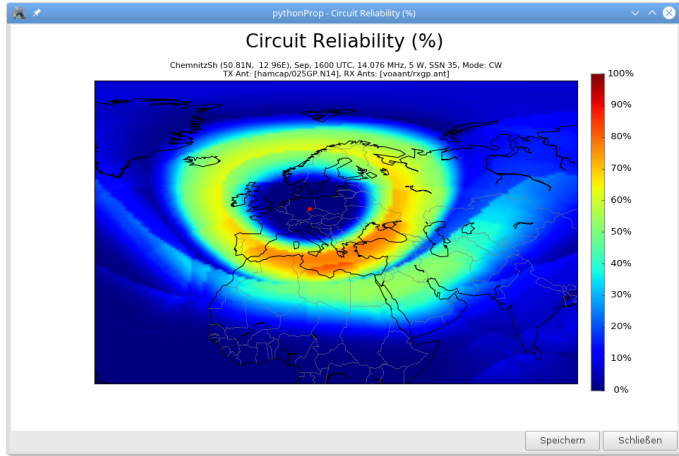 pythonProp - Circuit Reliability (%)
Circuit Reliability (%)
ChemnitzSh (50.81N, 12.96E), Sep, 1600 UTC, 14.076 MHz, 5 W, SSN 35, Mode: CW
TX Ant: [hamcap/025GP.N14], RX Ants: [voaant/rxgp.ant]
100%
90%
80%
70%
60%
50%
40%
30%
20%
10%
0%
Speichern
Schließen